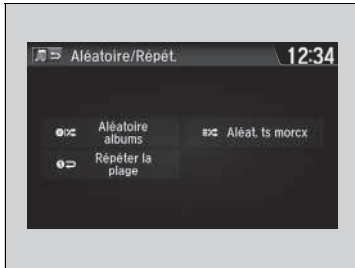 Aléatoire/Répét.
12:34
Aléatoire
albums
Aléat. ts morcx
Répéter la
plage